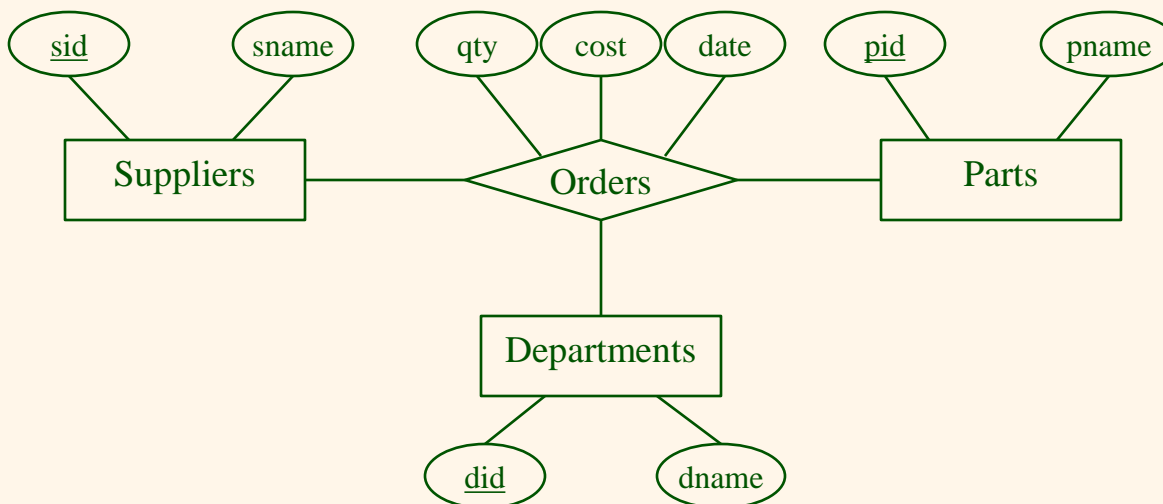 sid
sname
qty
cost
date
pid
pname
Suppliers
Orders
Parts
Departments
did
dname